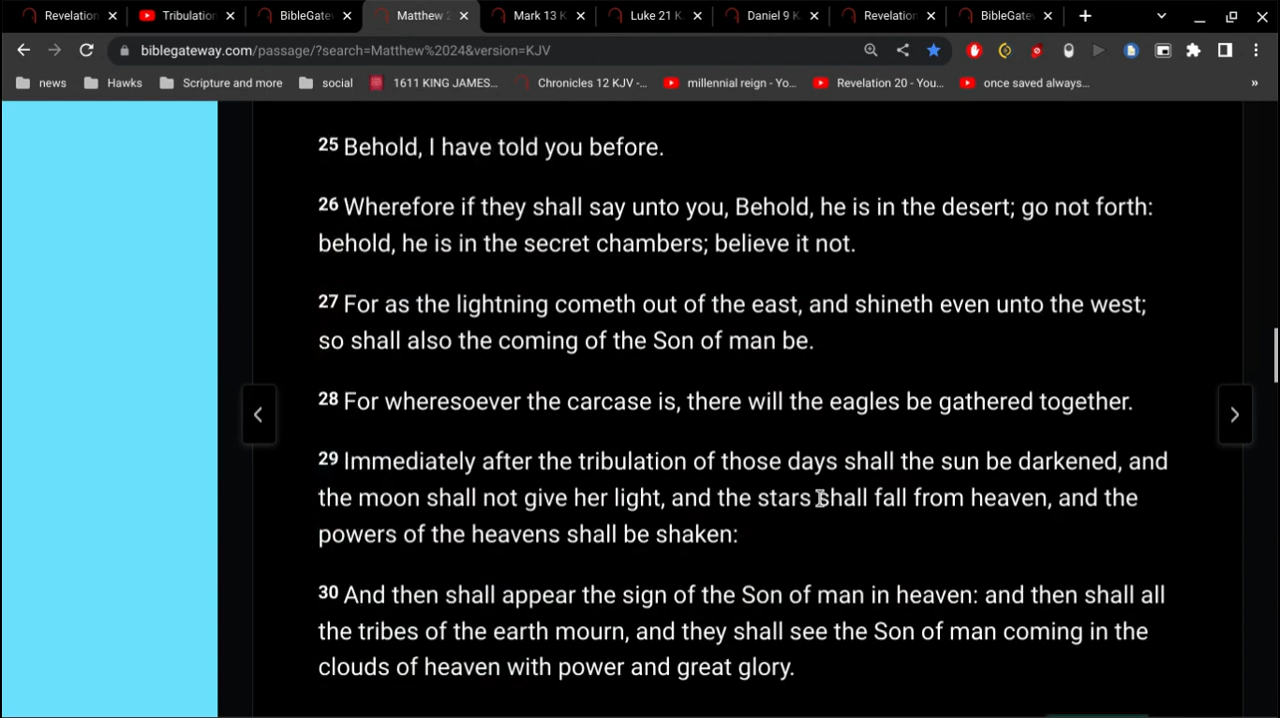 Revelation
Tribulation
BibleGatew
Matthew 2
Mark 13 K
Luke 21 K
Daniel 9 K
Revelation
BibleGatew
biblegateway.com/passage/?search=Matthew%2024&version=KJV
news
Hawks
Scripture and more
social
1611 KING JAMES...
Chronicles 12 KJV -...
millennial reign - Yo...
Revelation 20 - You...
once saved always...
»
25 Behold, I have told you before.
26 Wherefore if they shall say unto you, Behold, he is in the desert; go not forth:
behold, he is in the secret chambers; believe it not.
27 For as the lightning cometh out of the east, and shineth even unto the west;
so shall also the coming of the Son of man be.
28 For wheresoever the carcase is, there will the eagles be gathered together.
29 Immediately after the tribulation of those days shall the sun be darkened, and
the moon shall not give her light, and the stars shall fall from heaven, and the
powers of the heavens shall be shaken:
30 And then shall appear the sign of the Son of man in heaven: and then shall all
the tribes of the earth mourn, and they shall see the Son of man coming in the
clouds of heaven with power and great glory.